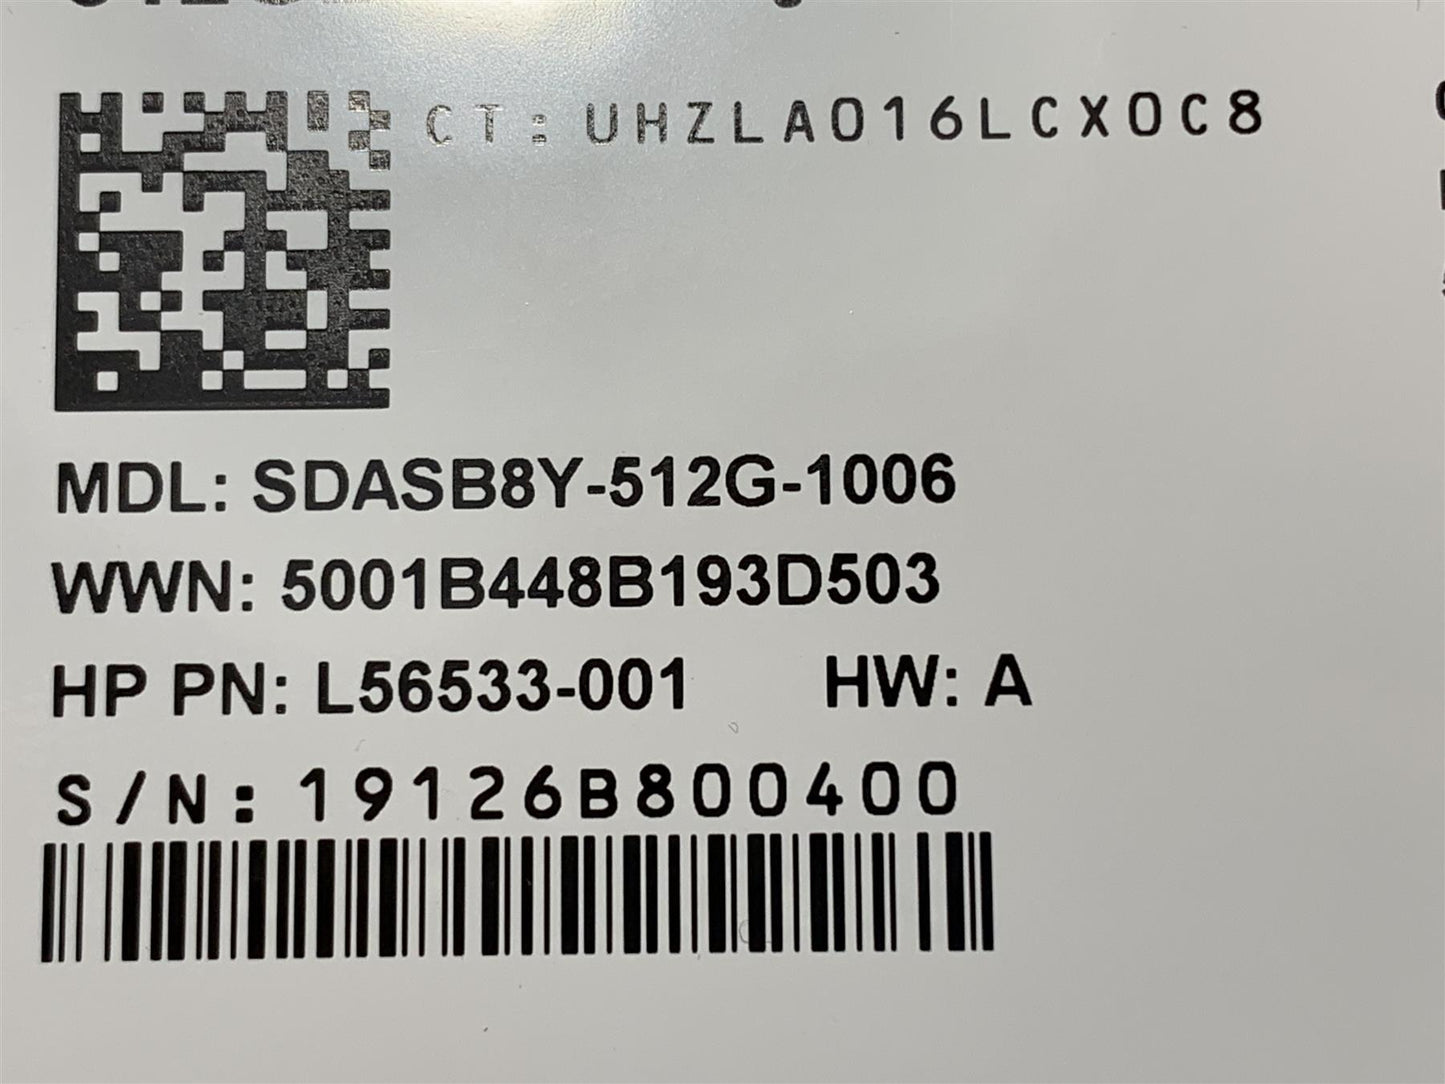 CT: UHZLA016LCX0C8
MDL: SDASB8Y-512G-1006
WWN: 5001B448B193D503
HP PN: L56533-001 HW: A
S/N: 19126B800400